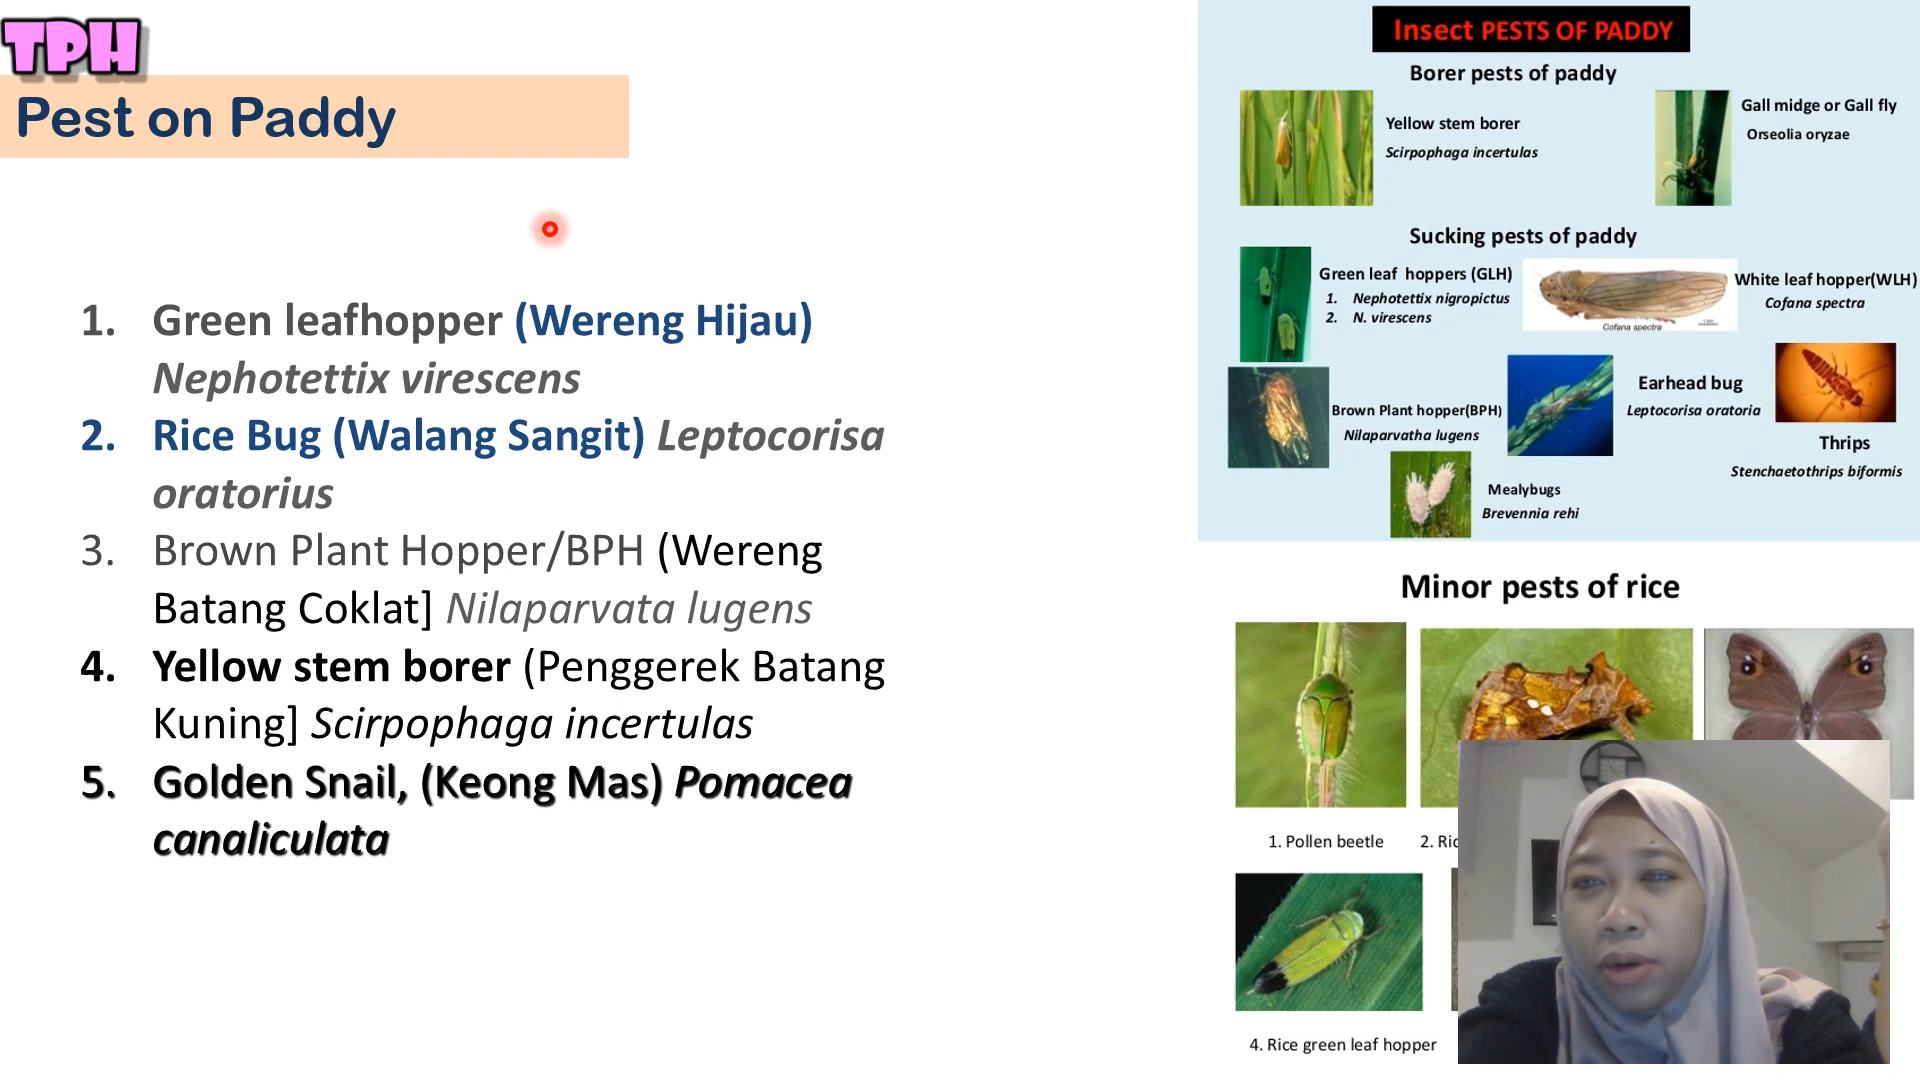 TPH
Pest on Paddy
1. Green leafhopper (Wereng Hijau)
Nephotettix virescens
2. Rice Bug (Walang Sangit) Leptocorisa
oratorius
3. Brown Plant Hopper/BPH (Wereng
Batang Coklat] Nilaparvata lugens
4. Yellow stem borer (Penggerek Batang
Kuning] Scirpophaga incertulas
5. Golden Snail, (Keong Mas) Pomacea
canaliculata
Insect PESTS OF PADDY
Borer pests of paddy
Yellow stem borer
Scirpophaga incertulas
Gall midge or Gall fly
Orseolia oryzae
Sucking pests of paddy
Green leaf hoppers (GLH)
1. Nephotettix nigropictus
2. N. virescens
Cofana spectra
White leaf hopper(WLH)
Cofana spectra
Brown Plant hopper(BPH)
Nilaparvatha lugens
Earhead bug
Leptocorisa oratoria
Thrips
Stenchaetothrips biformis
Mealybugs
Brevennia rehi
Minor pests of rice
1. Pollen beetle
2.
4. Rice green leaf hopper